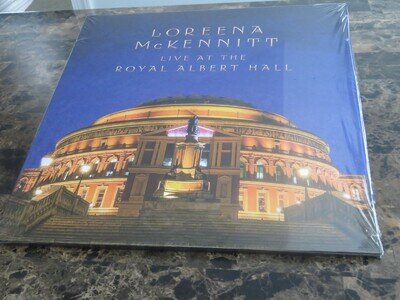 LOREENA
McKENNITT
LIVE AT THE
ROYAL ALBERT HALL